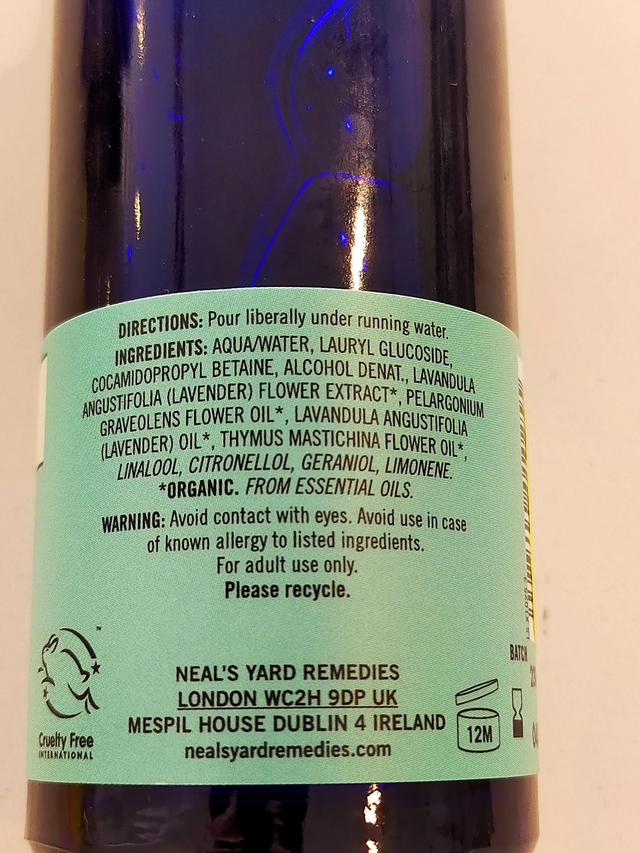 DIRECTIONS: Pour liberally under running water.
INGREDIENTS: AQUA/WATER, LAURYL GLUCOSIDE,
COCAMIDOPROPYL BETAINE, ALCOHOL DENAT., LAVANDULA
ANGUSTIFOLIA (LAVENDER) FLOWER EXTRACT*, PELARGONIUM
GRAVEOLENS FLOWER OIL*, LAVANDULA ANGUSTIFOLIA
(LAVENDER) OIL*, THYMUS MASTICHINA FLOWER OIL*,
LINALOOL, CITRONELLOL, GERANIOL, LIMONENE.
*ORGANIC. FROM ESSENTIAL OILS.
WARNING: Avoid contact with eyes. Avoid use in case
of known allergy to listed ingredients.
For adult use only.
Please recycle.
™
Cruelty Free
INTERNATIONAL
NEAL'S YARD REMEDIES
LONDON WC2H 9DP UK
MESPIL HOUSE DUBLIN 4 IRELAND
nealsyardremedies.com
12M
BATCH